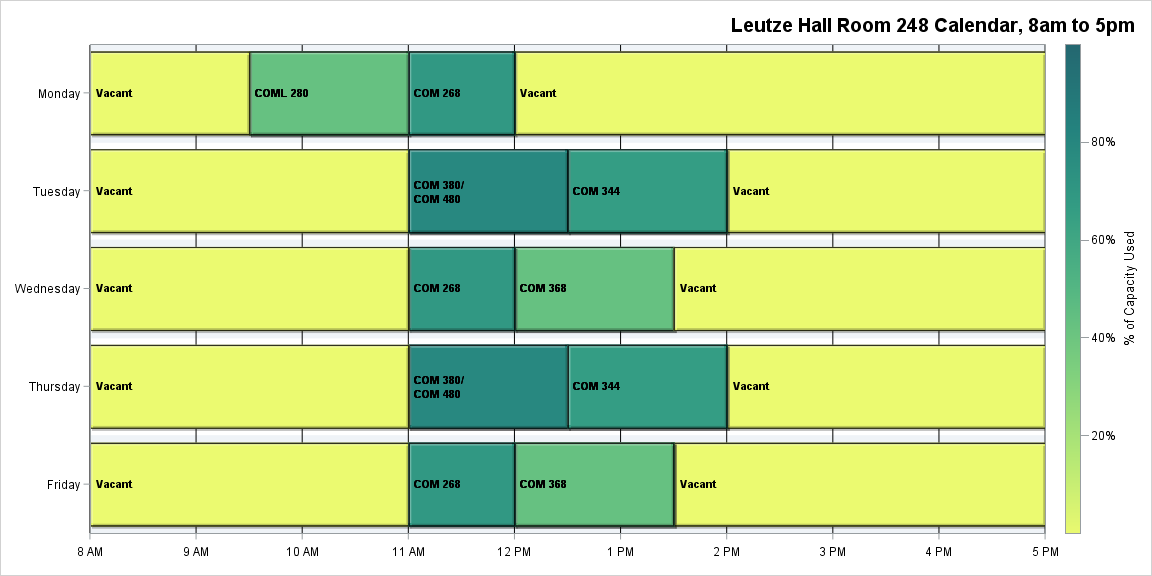 Leutze Hall Room 248 Calendar, 8am to 5pm
Monday
Vacant
COML 280
COM 268
Vacant
Tuesday
Vacant
COM 380/
COM 480
COM 344
Vacant
Wednesday
Vacant
COM 268
COM 368
Vacant
Thursday
Vacant
COM 380/
COM 480
COM 344
Vacant
Friday
Vacant
COM 268
COM 368
Vacant
8 AM
9 AM
10 AM
11 AM
12 PM
1 PM
2 PM
3 PM
4 PM
5 PM
80%
60%
40%
20%
% of Capacity Used